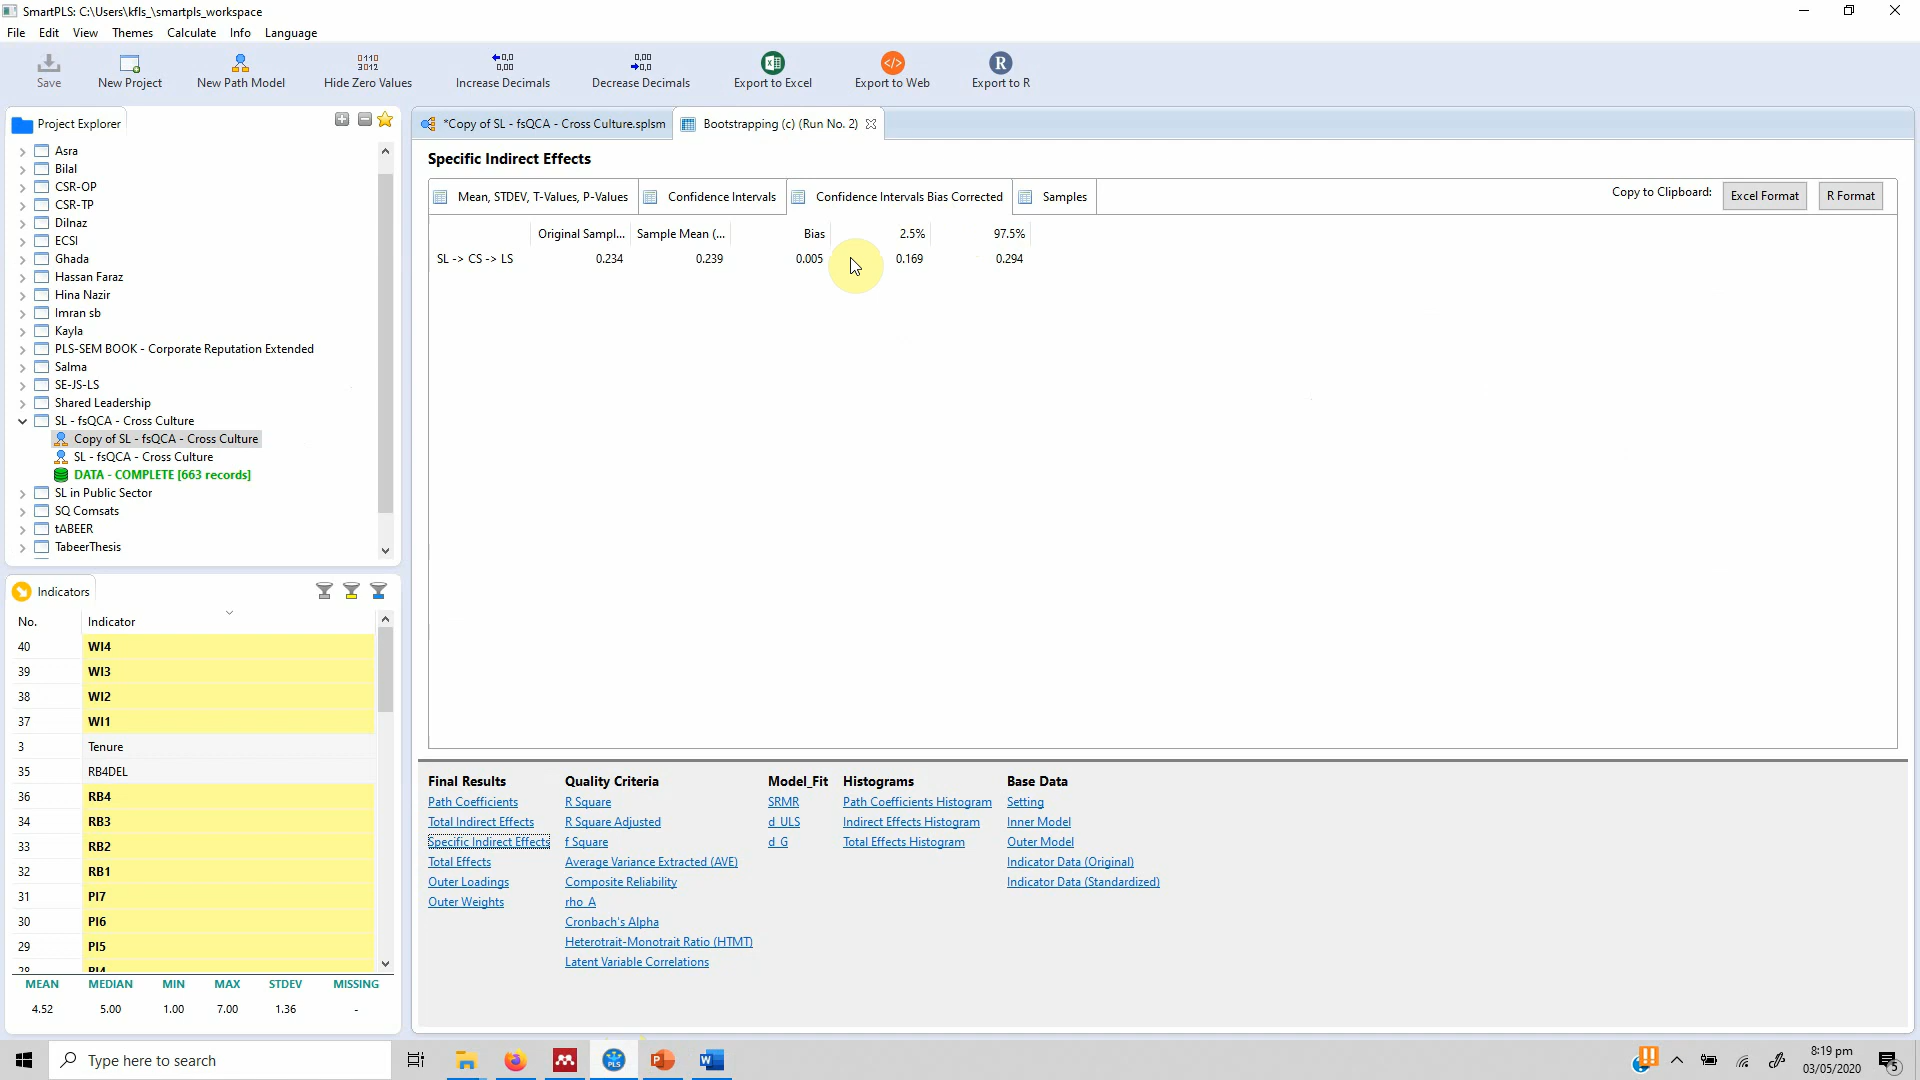 SmartPLS: C:\Users\kfls_\smartpls_workspace
File Edit View Themes Calculate Info Language
Save New Project New Path Model Hide Zero Values Increase Decimals Decrease Decimals Export to Excel Export to Web Export to R
Project Explorer
Asra
Bilal
CSR-OP
CSR-TP
Dilnaz
ECSI
Ghada
Hassan Faraz
Hina Nazir
Imran sb
Kayla
PLS-SEM BOOK - Corporate Reputation Extended
Salma
SE-JS-LS
Shared Leadership
SL - fsQCA - Cross Culture
Copy of SL - fsQCA - Cross Culture
SL - fsQCA - Cross Culture
DATA - COMPLETE [663 records]
SL in Public Sector
SQ Comsats
tABEER
TabeerThesis
Indicators
No. Indicator
40 WI4
39 WI3
38 WI2
37 WI1
3 Tenure
35 RB4DEL
36 RB4
34 RB3
33 RB2
32 RB1
31 PI7
30 PI6
29 PI5
28 PI4
MEAN MEDIAN MIN MAX STDEV MISSING
4.52 5.00 1.00 7.00 1.36 -
*Copy of SL - fsQCA - Cross Culture.splsm Bootstrapping (c) (Run No. 2)
Specific Indirect Effects
Mean, STDEV, T-Values, P-Values Confidence Intervals Confidence Intervals Bias Corrected Samples Copy to Clipboard: Excel Format R Format
Original Sampl... Sample Mean (... Bias 2.5% 97.5%
SL -> CS -> LS 0.234 0.239 0.005 0.169 0.294
Final Results
Path Coefficients
Total Indirect Effects
Specific Indirect Effects
Total Effects
Outer Loadings
Outer Weights
Quality Criteria
R Square
R Square Adjusted
f Square
Average Variance Extracted (AVE)
Composite Reliability
rho_A
Cronbach's Alpha
Heterotrait-Monotrait Ratio (HTMT)
Latent Variable Correlations
Model_Fit
SRMR
d_ULS
d_G
Histograms
Path Coefficients Histogram
Indirect Effects Histogram
Total Effects Histogram
Base Data
Setting
Inner Model
Outer Model
Indicator Data (Original)
Indicator Data (Standardized)
Type here to search
8:19 pm
03/05/2020
5